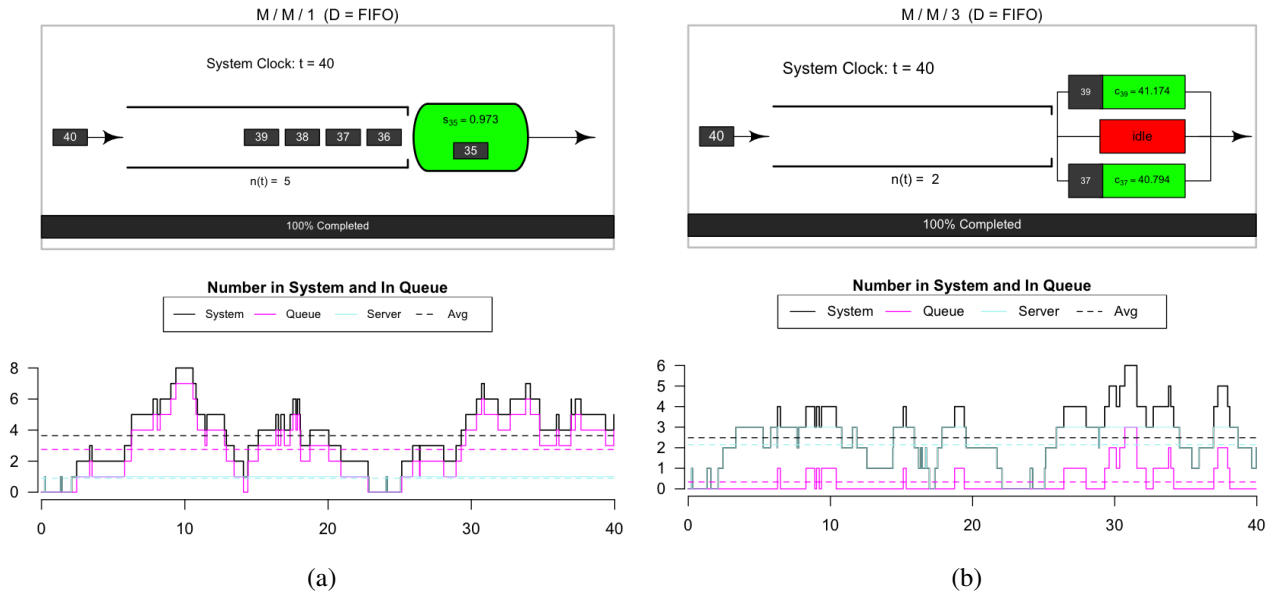 M / M / 1 (D = FIFO)
System Clock: t = 40
40
39 38 37 36
s35 = 0.973
35
n(t) = 5
100% Completed
Number in System and In Queue
System Queue Server Avg
8
6
4
2
0
0 10 20 30 40
(a)
M / M / 3 (D = FIFO)
System Clock: t = 40
39 c39 = 41.174
40
idle
37 c37 = 40.794
n(t) = 2
100% Completed
Number in System and In Queue
System Queue Server Avg
6
5
4
3
2
1
0
0 10 20 30 40
(b)